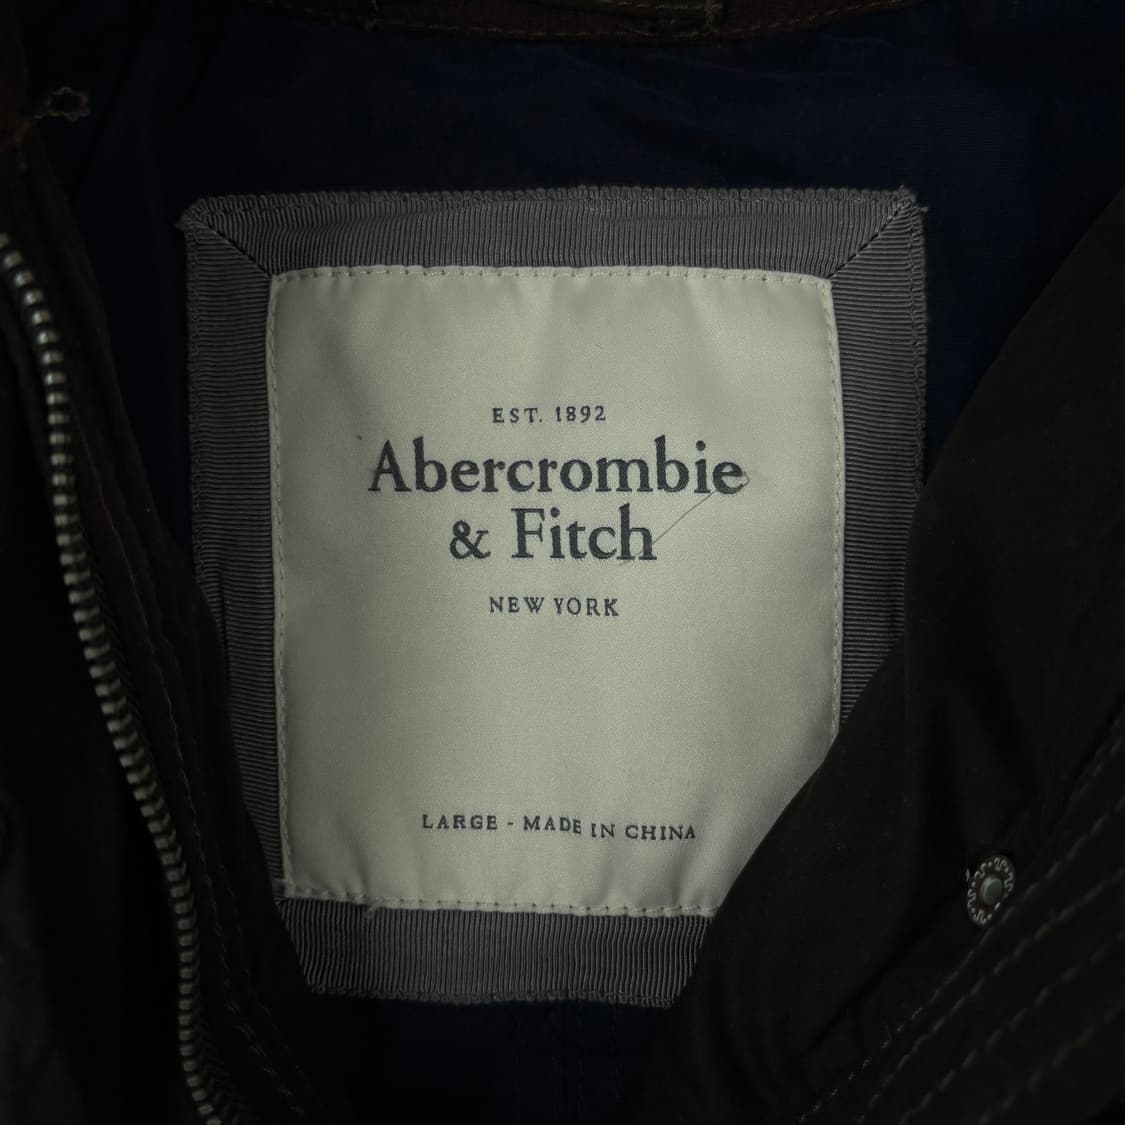 EST. 1892
Abercrombie
& Fitch
NEW YORK
LARGE - MADE IN CHINA